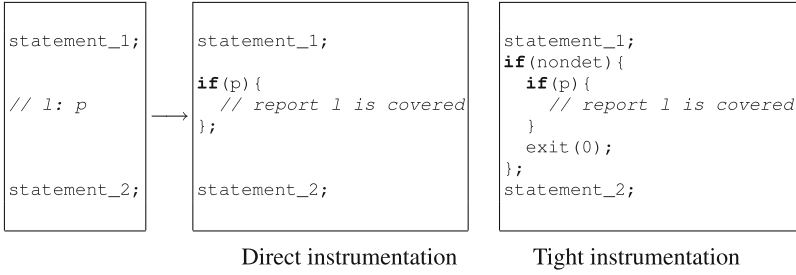 statement_1;
// l: p
statement_2;
statement_1;
if(p){
// report l is covered
};
statement_2;
statement_1;
if(nondet){
if(p){
// report l is covered
}
exit(0);
};
statement_2;
Direct instrumentation
Tight instrumentation